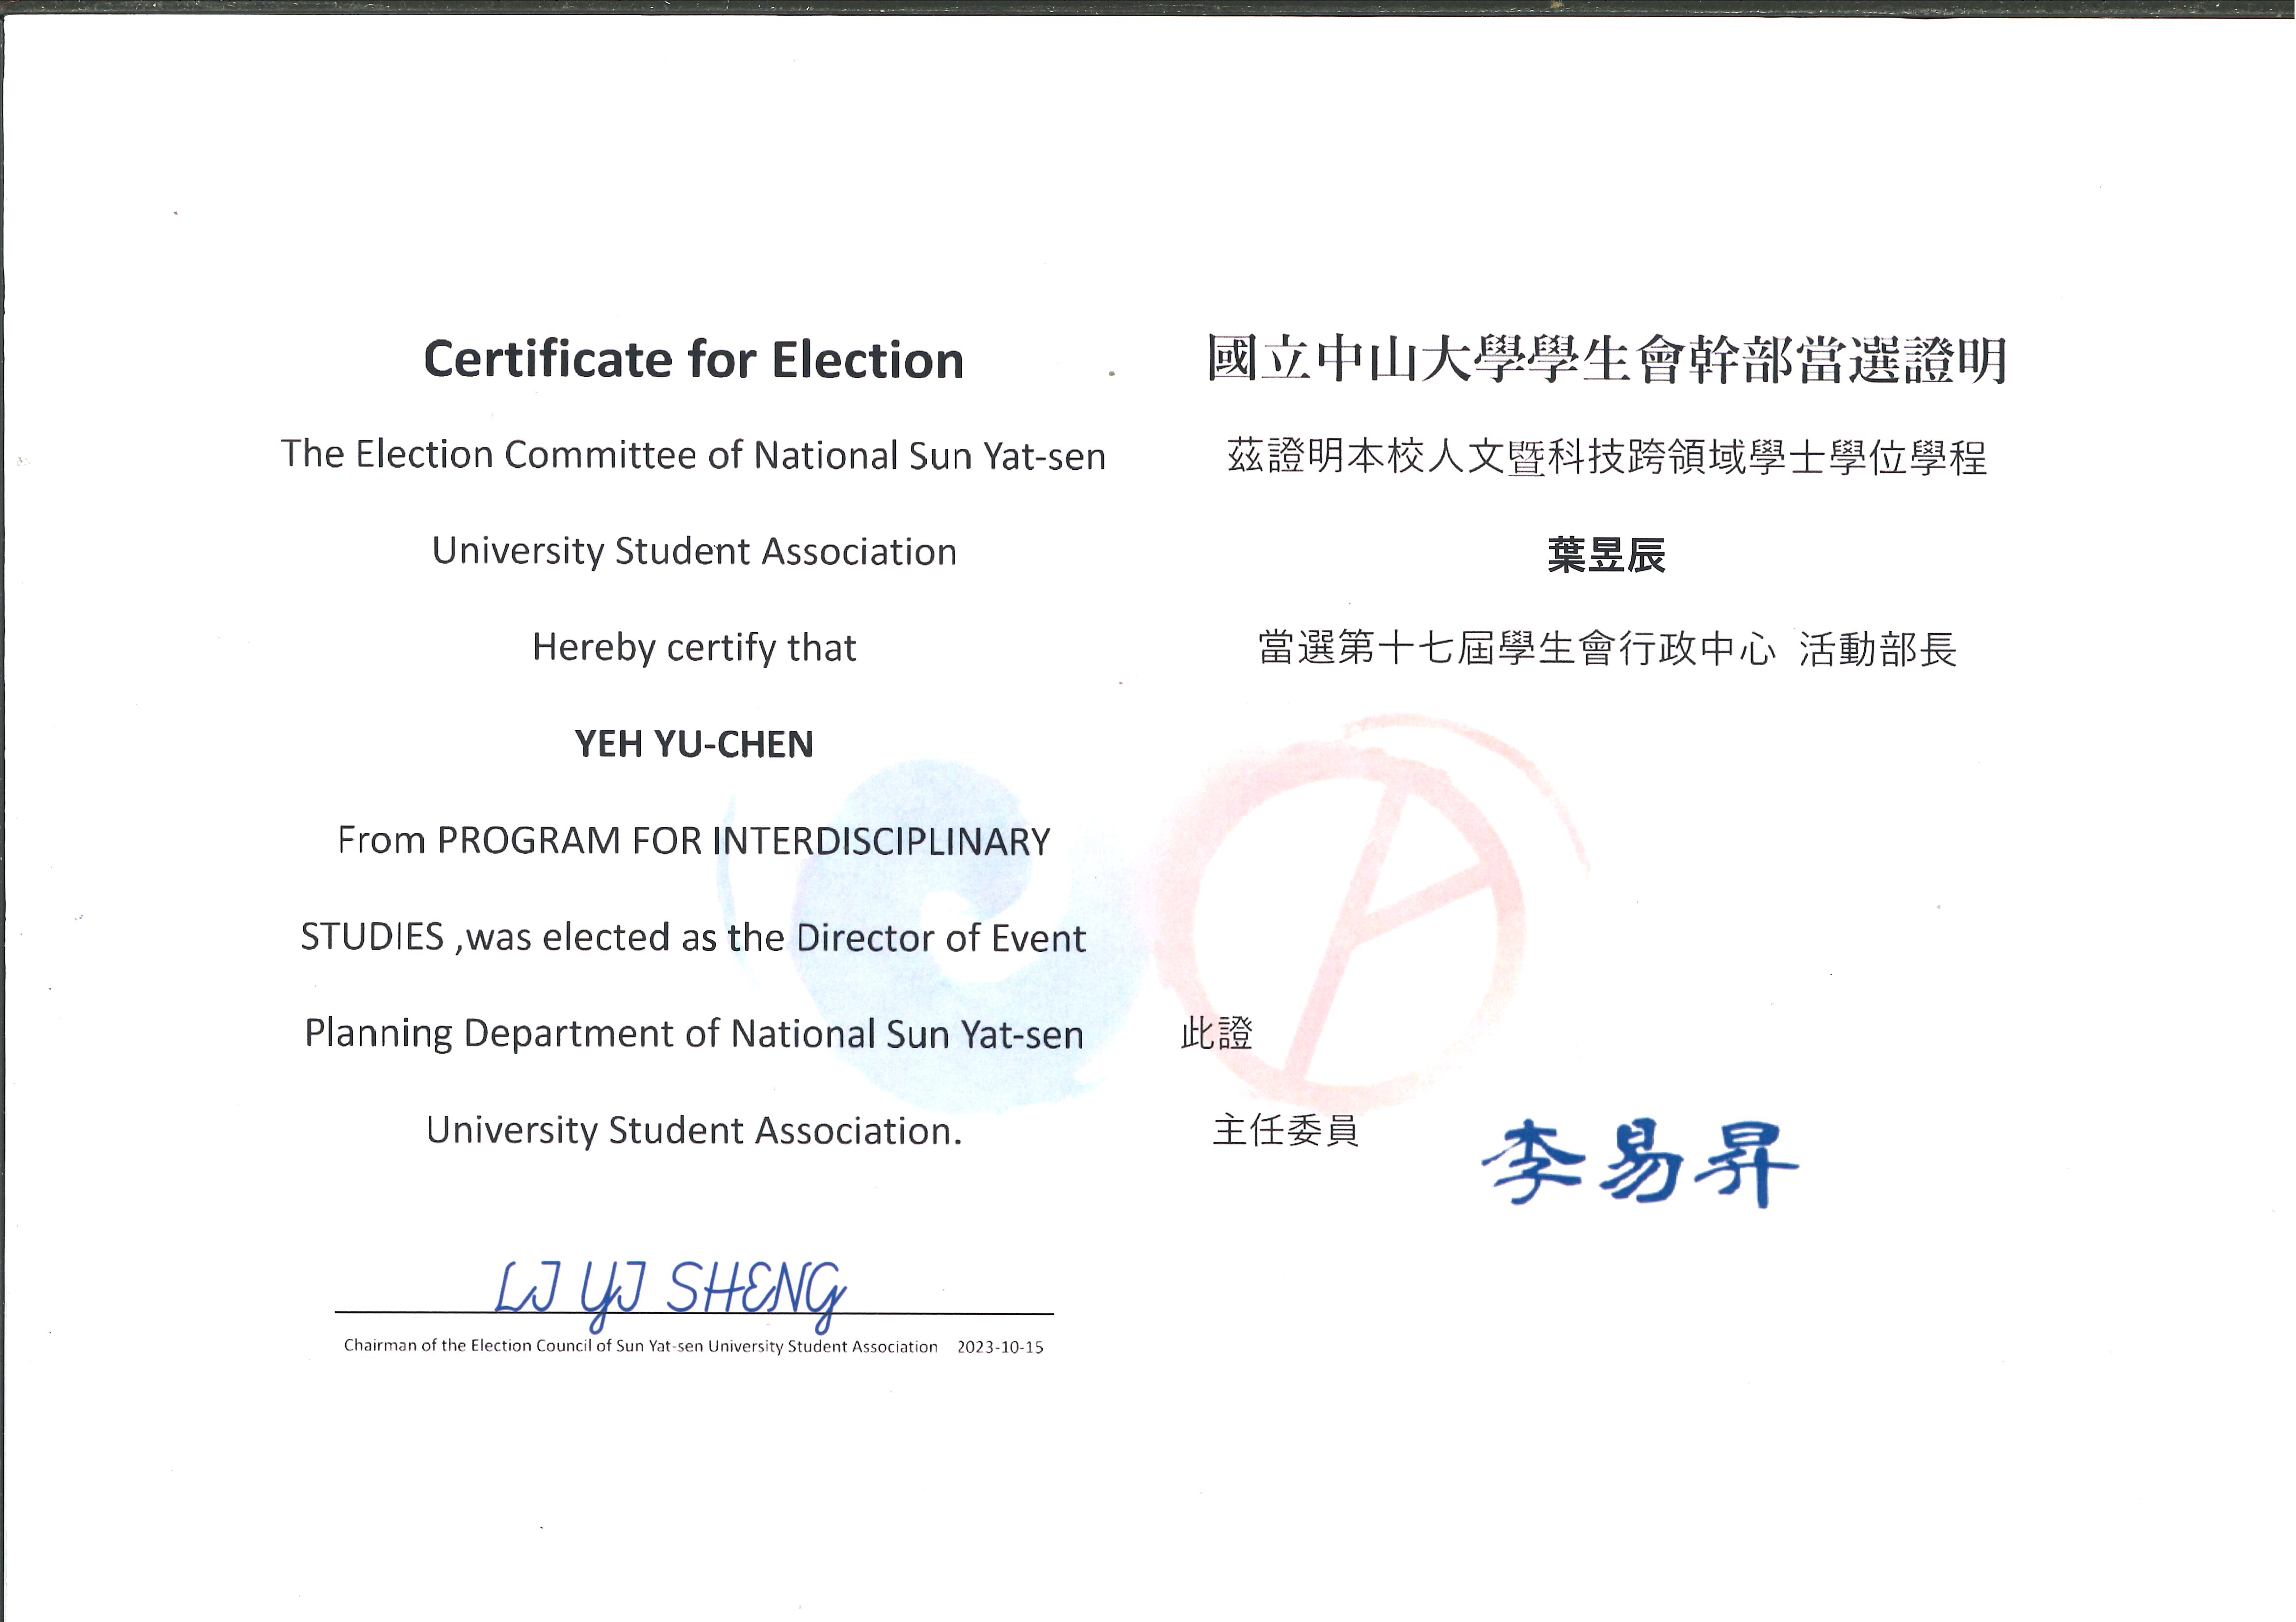 Certificate for Election
The Election Committee of National Sun Yat-sen
University Student Association
Hereby certify that
YEH YU-CHEN
From PROGRAM FOR INTERDISCIPLINARY
STUDIES ,was elected as the Director of Event
Planning Department of National Sun Yat-sen
University Student Association.
LI YI SHENG
Chairman of the Election Council of Sun Yat-sen University Student Association 2023-10-15
國立中山大學學生會幹部當選證明
茲證明本校人文暨科技跨領域學士學位學程
葉昱辰
當選第十七屆學生會行政中心 活動部長
此證
主任委員
李易昇